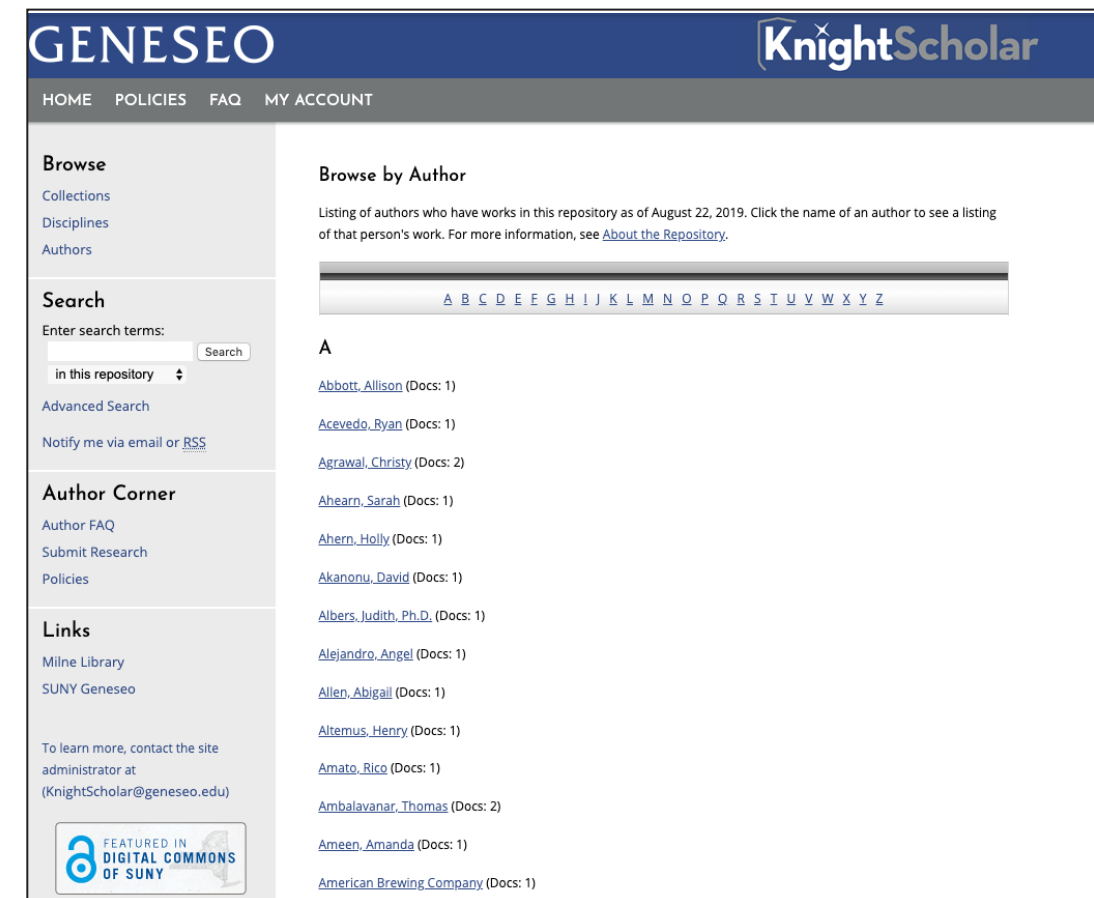 GENESEO
KnightScholar
HOME POLICIES FAQ MY ACCOUNT
Browse
Collections
Disciplines
Authors
Search
Enter search terms:
Search
in this repository
Advanced Search
Notify me via email or RSS
Author Corner
Author FAQ
Submit Research
Policies
Links
Milne Library
SUNY Geneseo
To learn more, contact the site
administrator at
(KnightScholar@geneseo.edu)
FEATURED IN
DIGITAL COMMONS
OF SUNY
Browse by Author
Listing of authors who have works in this repository as of August 22, 2019. Click the name of an author to see a listing
of that person's work. For more information, see About the Repository.
A B C D E F G H I J K L M N O P Q R S T U V W X Y Z
A
Abbott, Allison (Docs: 1)
Acevedo, Ryan (Docs: 1)
Agrawal, Christy (Docs: 2)
Ahearn, Sarah (Docs: 1)
Ahern, Holly (Docs: 1)
Akanonu, David (Docs: 1)
Albers, Judith, Ph.D. (Docs: 1)
Alejandro, Angel (Docs: 1)
Allen, Abigail (Docs: 1)
Altemus, Henry (Docs: 1)
Amato, Rico (Docs: 1)
Ambalavanar, Thomas (Docs: 2)
Ameen, Amanda (Docs: 1)
American Brewing Company (Docs: 1)